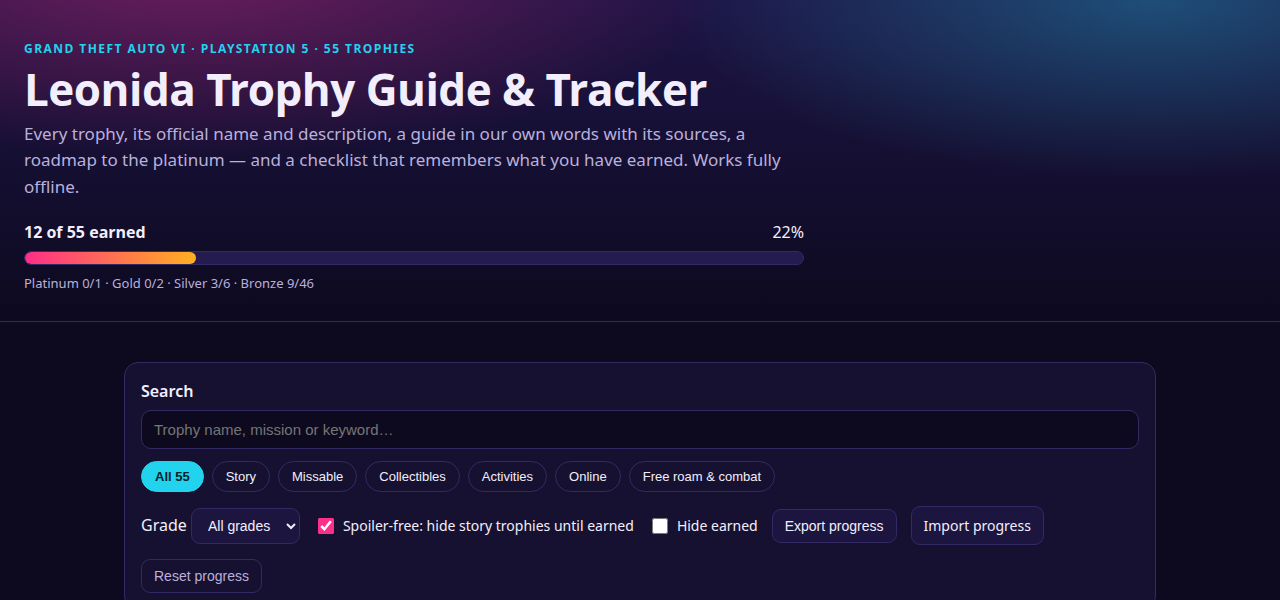 GRAND THEFT AUTO VI · PLAYSTATION 5 · 55 TROPHIES
Leonida Trophy Guide & Tracker
Every trophy, its official name and description, a guide in our own words with its sources, a
roadmap to the platinum — and a checklist that remembers what you have earned. Works fully
offline.
12 of 55 earned 22%
Platinum 0/1 · Gold 0/2 · Silver 3/6 · Bronze 9/46
Search
Trophy name, mission or keyword…
All 55 Story Missable Collectibles Activities Online Free roam & combat
Grade All grades Spoiler-free: hide story trophies until earned Hide earned Export progress Import progress
Reset progress